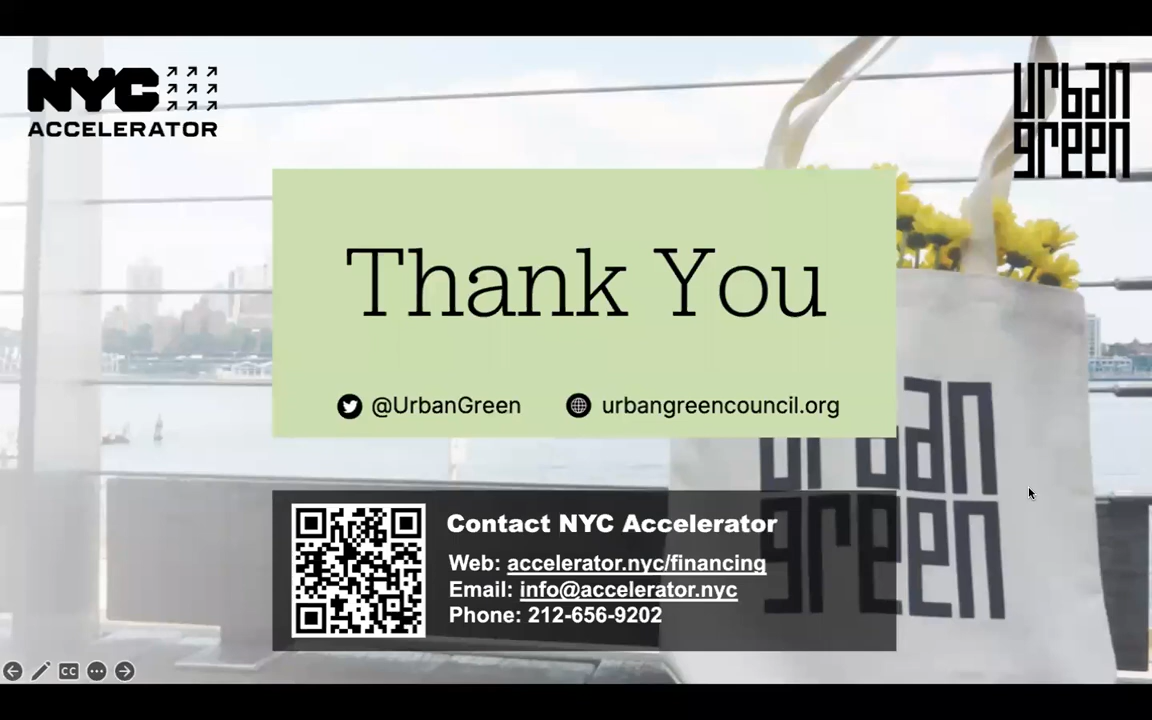 NYC
ACCELERATOR
urban
green
Thank You
@UrbanGreen
urbangreencouncil.org
urban
green
Contact NYC Accelerator
Web: accelerator.nyc/financing
Email: info@accelerator.nyc
Phone: 212-656-9202
CC